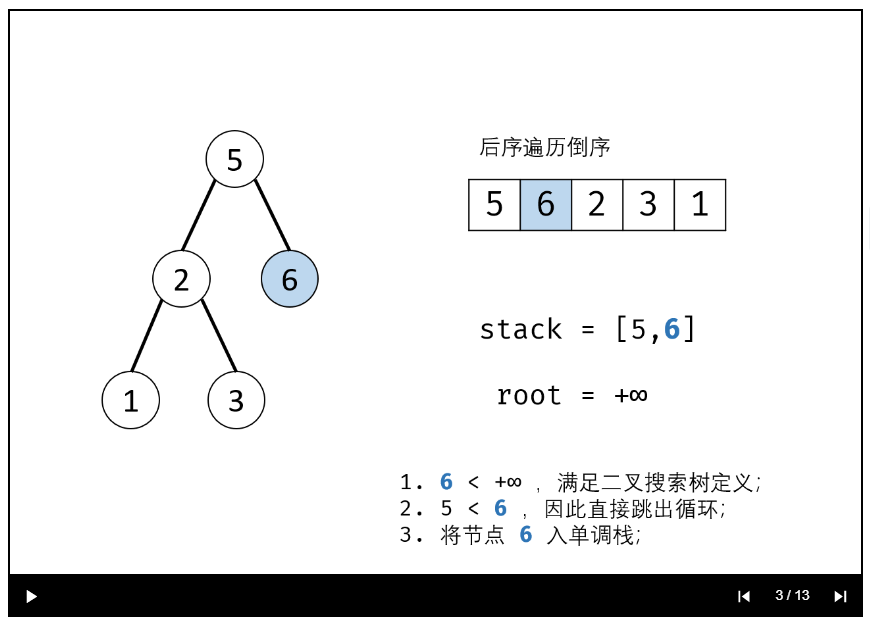 5
2
6
1
3
后序遍历倒序
5 6 2 3 1
stack = [5,6]
root = +∞
1. 6 < +∞ , 满足二叉搜索树定义;
2. 5 < 6 , 因此直接跳出循环;
3. 将节点 6 入单调栈;
3 / 13